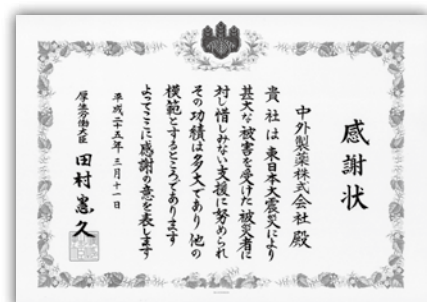 感謝状
中外製薬株式会社 殿
貴社は東日本大震災により
甚大な被害を受けた被災者に
対し惜しみない支援に努められ
その功績は多大であり他の
模範とするところであります
よってここに感謝の意を表します
平成二十五年三月十一日
厚生労働大臣 田村憲久